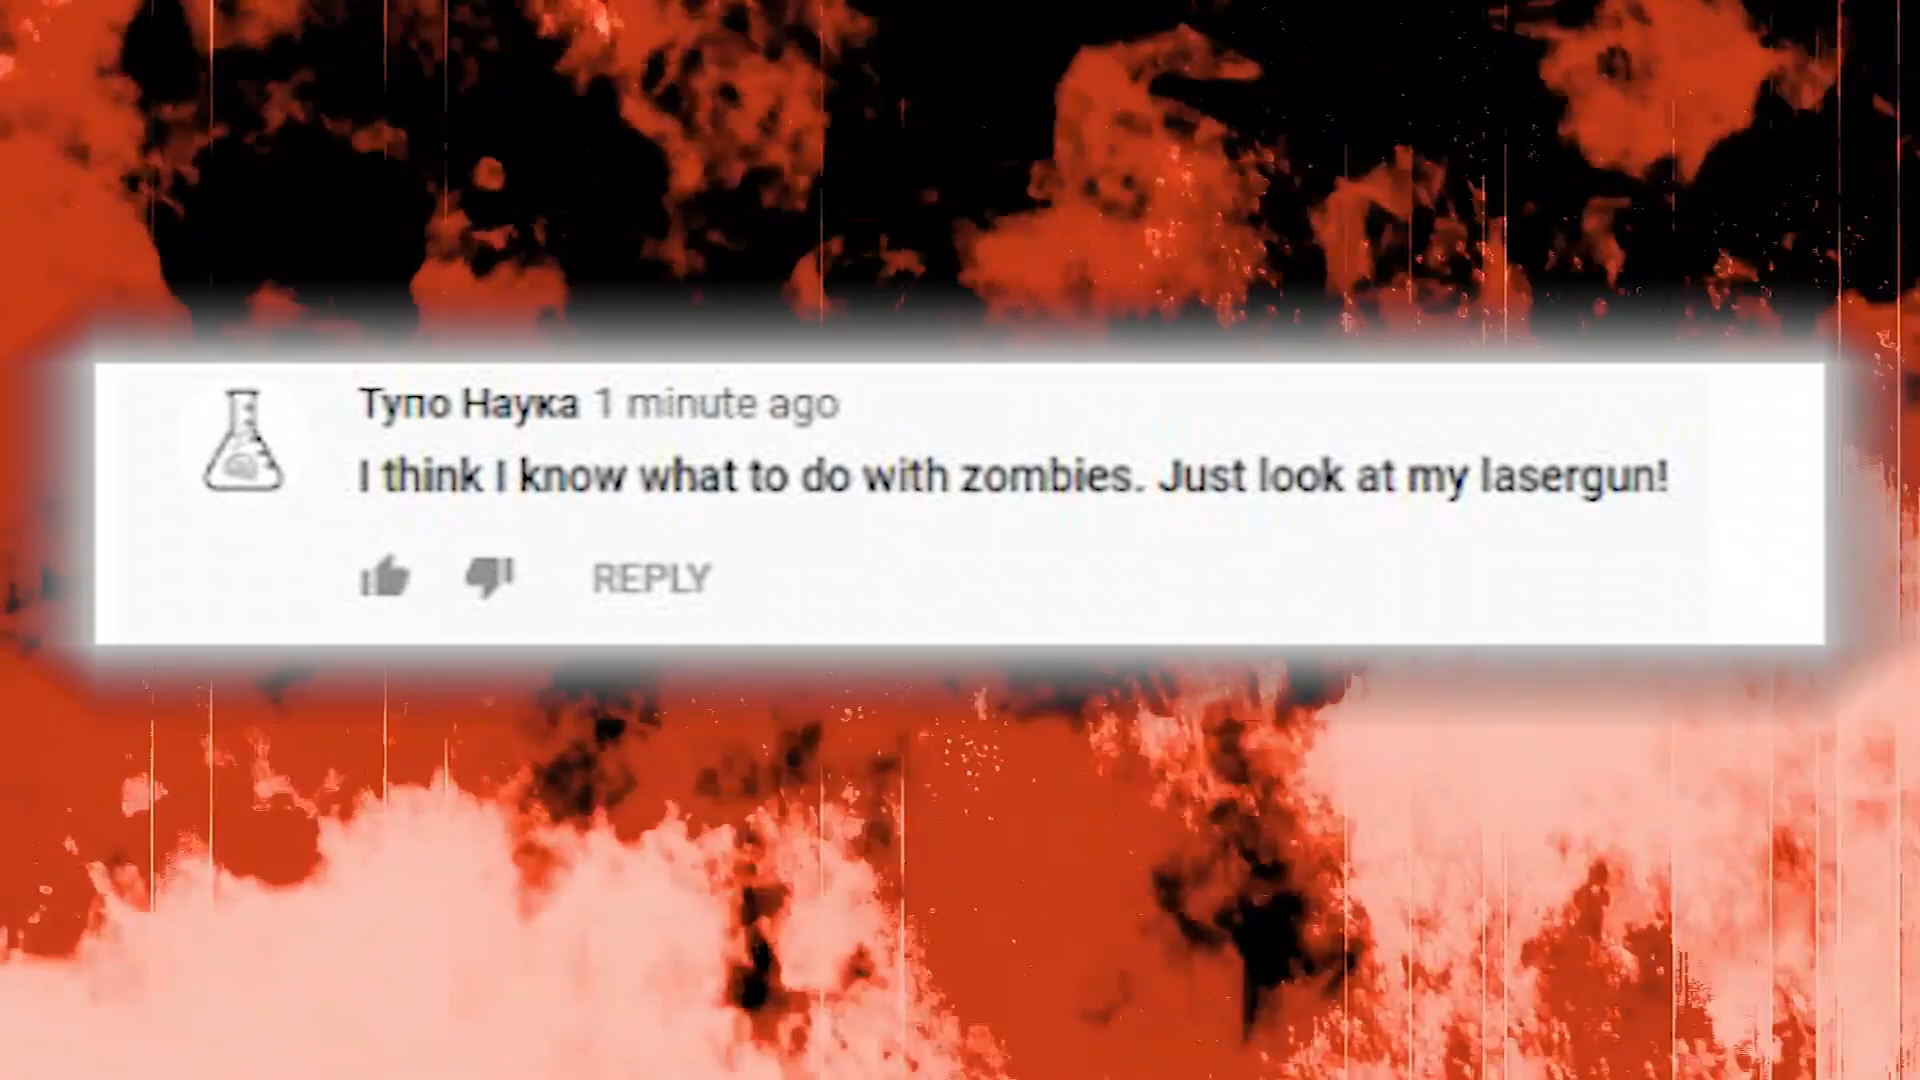 Тупо Наука 1 minute ago
I think I know what to do with zombies. Just look at my lasergun!
REPLY